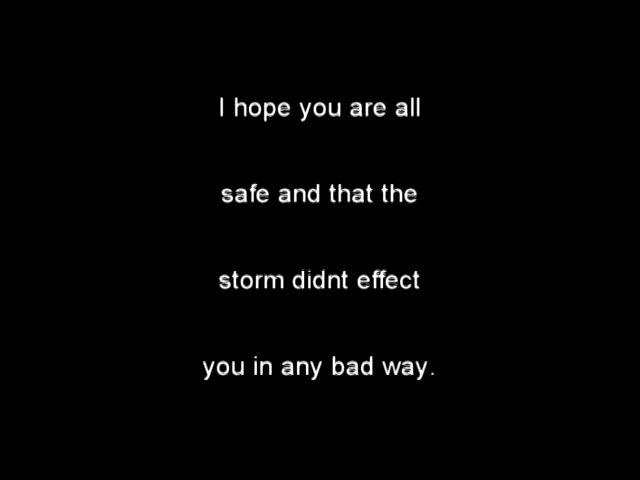 I hope you are all
safe and that the
storm didnt effect
you in any bad way.